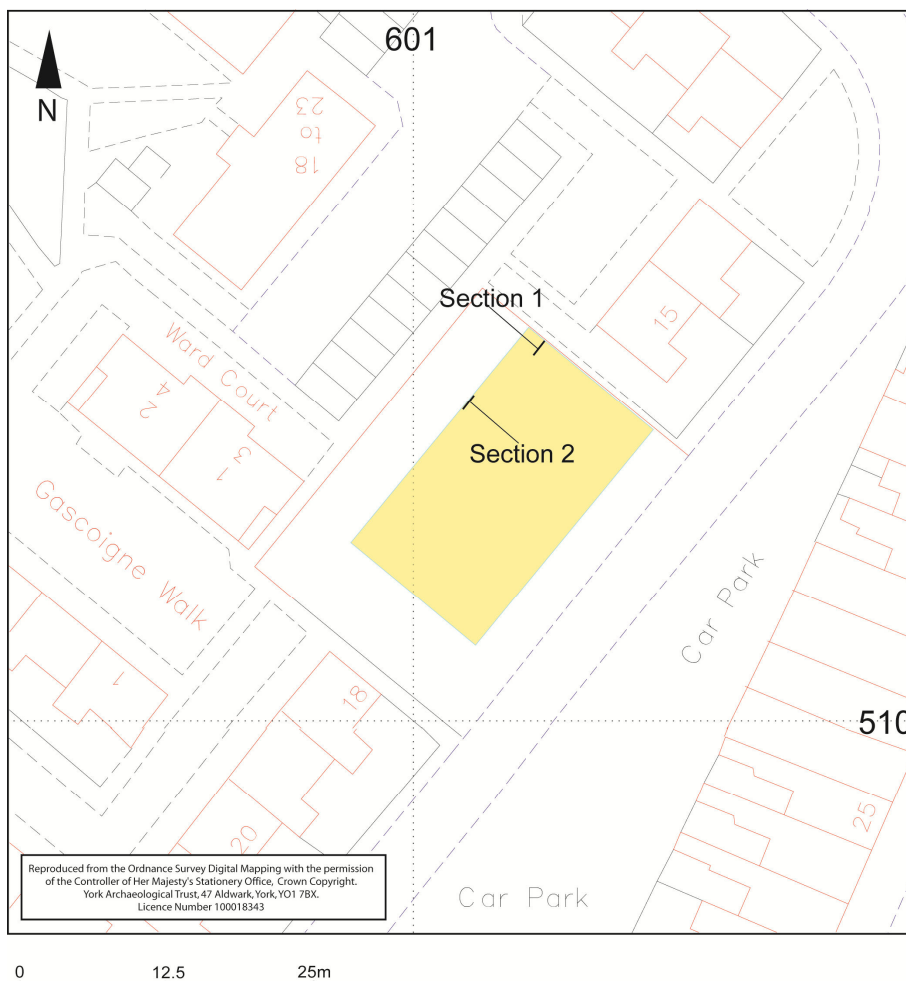 601
N
23
to
18
Section 1
15
Ward Court
4
2
3
1
Section 2
Gascoigne Walk
Car Park
1
18
510
25
20
Reproduced from the Ordnance Survey Digital Mapping with the permission
of the Controller of Her Majesty's Stationery Office, Crown Copyright.
York Archaeological Trust, 47 Aldwark, York, YO1 7BX.
Licence Number 100018343
Car Park
0 12.5 25m